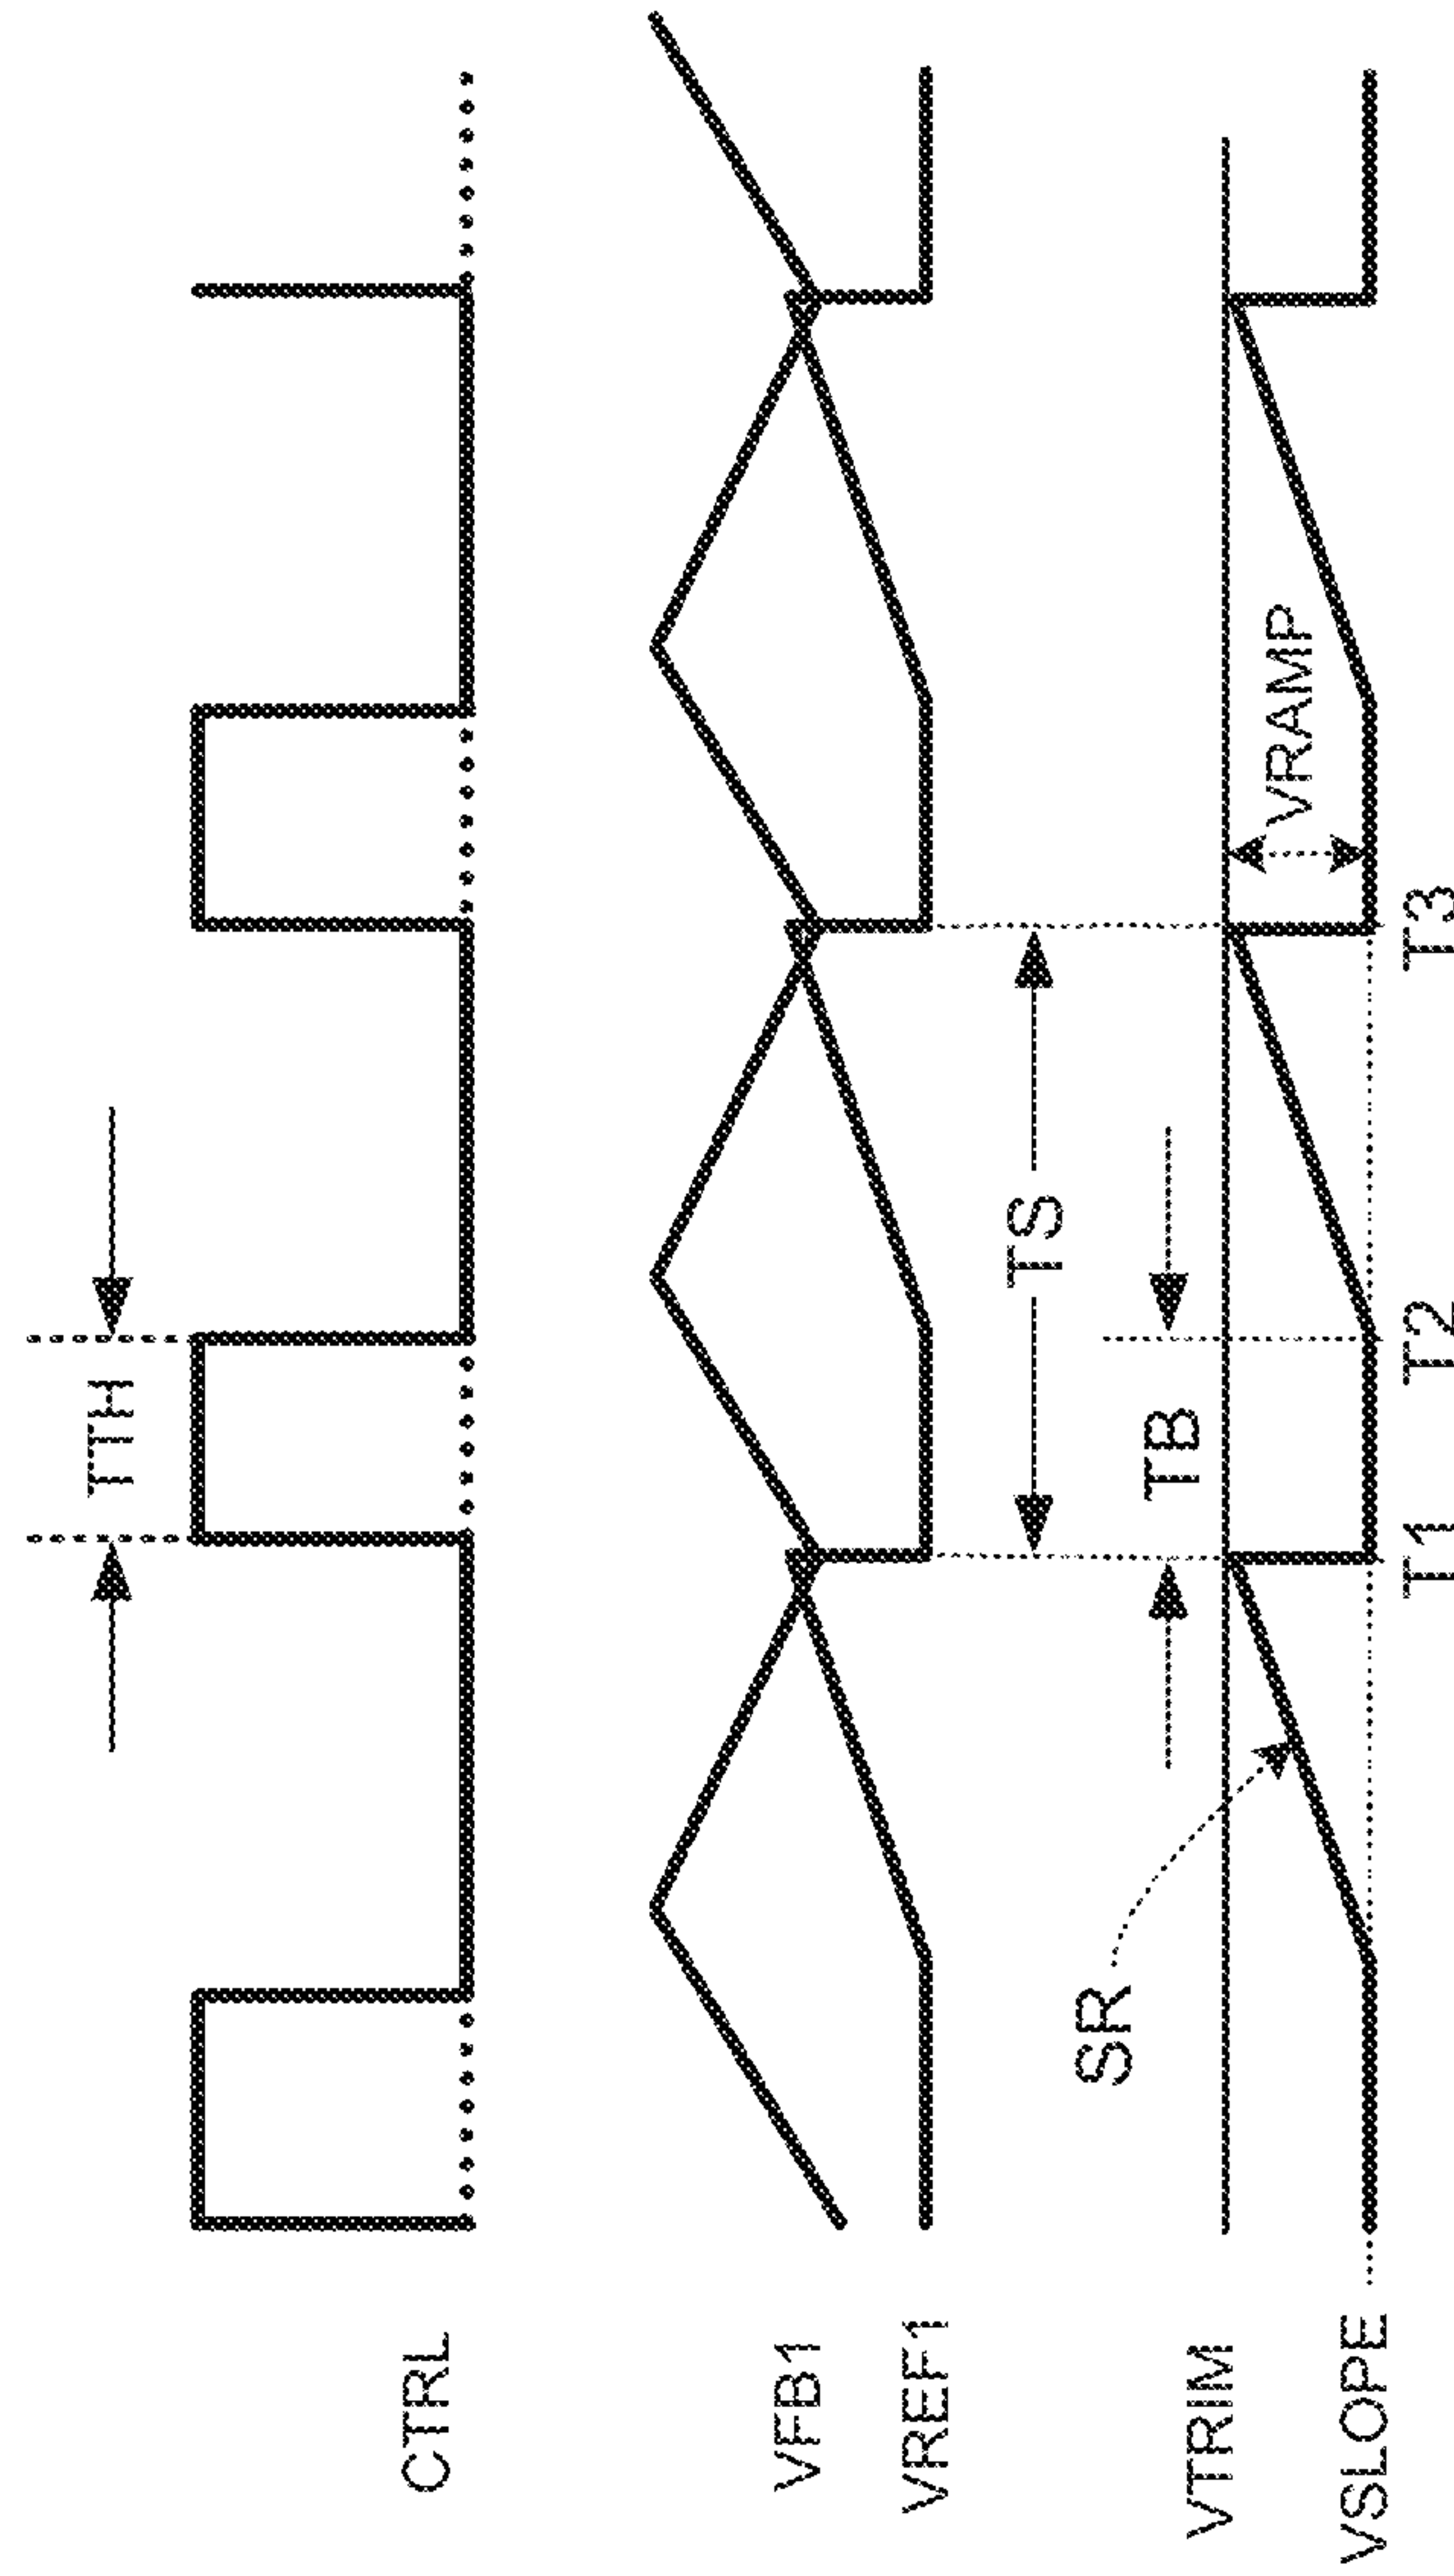 TTH
CTRL
VFB1
VREF1
TS
TB
SR
VTRIM
VRAMP
VSLOPE
T1
T2
T3